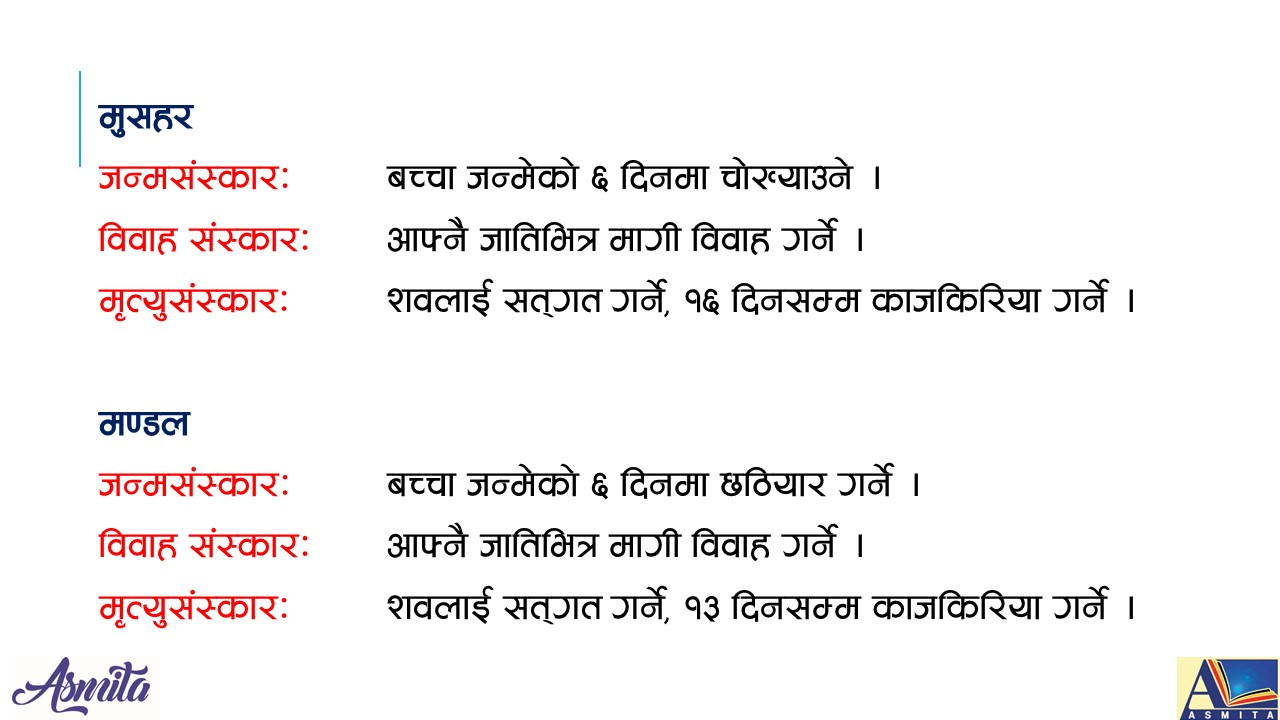 मुसहर
जन्मसंस्कारः बच्चा जन्मेको ६ दिनमा चोख्याउने ।
विवाह संस्कारः आफ्नै जातिभित्र मागी विवाह गर्ने ।
मृत्युसंस्कारः शवलाई सत्‌गत गर्ने, १६ दिनसम्म काजकिरिया गर्ने ।
मण्डल
जन्मसंस्कारः बच्चा जन्मेको ६ दिनमा छठियार गर्ने ।
विवाह संस्कारः आफ्नै जातिभित्र मागी विवाह गर्ने ।
मृत्युसंस्कारः शवलाई सत्‌गत गर्ने, १३ दिनसम्म काजकिरिया गर्ने ।
Asmita
ASMITA